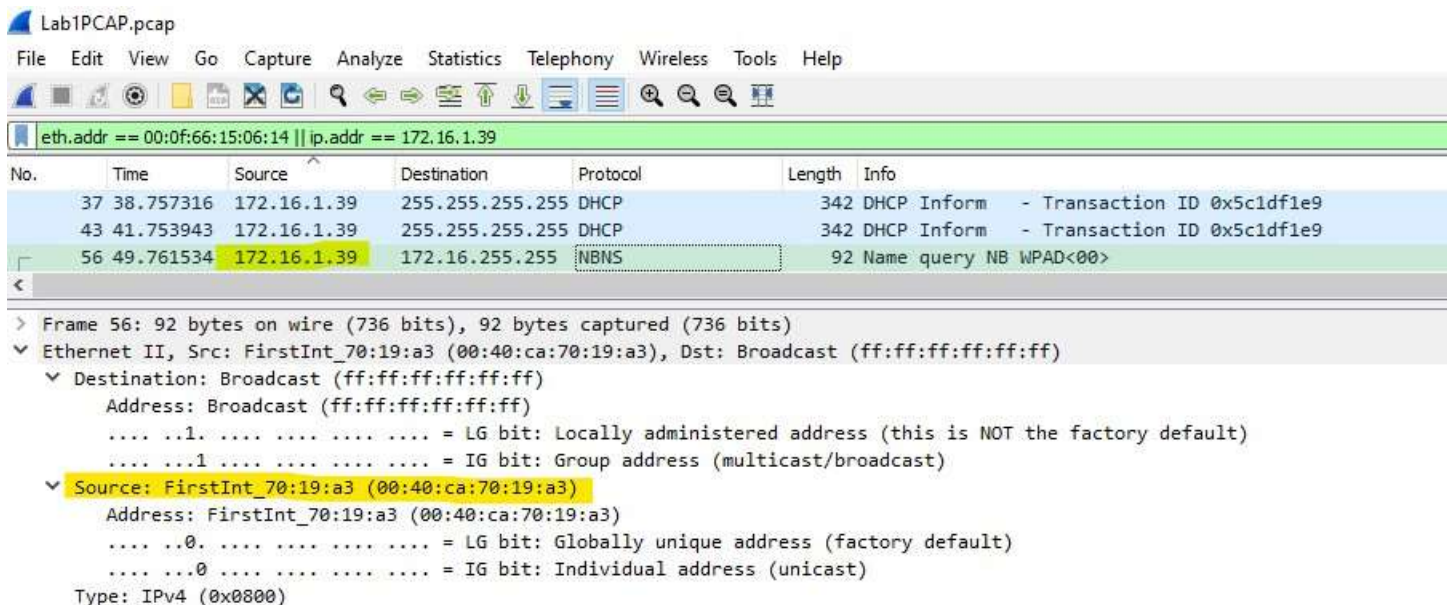 Lab1PCAP.pcap
File Edit View Go Capture Analyze Statistics Telephony Wireless Tools Help
eth.addr == 00:0f:66:15:06:14 || ip.addr == 172.16.1.39
No. Time Source Destination Protocol Length Info
37 38.757316 172.16.1.39 255.255.255.255 DHCP 342 DHCP Inform - Transaction ID 0x5c1df1e9
43 41.753943 172.16.1.39 255.255.255.255 DHCP 342 DHCP Inform - Transaction ID 0x5c1df1e9
56 49.761534 172.16.1.39 172.16.255.255 NBNS 92 Name query NB WPAD<00>
Frame 56: 92 bytes on wire (736 bits), 92 bytes captured (736 bits)
Ethernet II, Src: FirstInt_70:19:a3 (00:40:ca:70:19:a3), Dst: Broadcast (ff:ff:ff:ff:ff:ff)
Destination: Broadcast (ff:ff:ff:ff:ff:ff)
Address: Broadcast (ff:ff:ff:ff:ff:ff)
.... ..1. .... .... .... .... = LG bit: Locally administered address (this is NOT the factory default)
.... ...1 .... .... .... .... = IG bit: Group address (multicast/broadcast)
Source: FirstInt_70:19:a3 (00:40:ca:70:19:a3)
Address: FirstInt_70:19:a3 (00:40:ca:70:19:a3)
.... ..0. .... .... .... .... = LG bit: Globally unique address (factory default)
.... ...0 .... .... .... .... = IG bit: Individual address (unicast)
Type: IPv4 (0x0800)